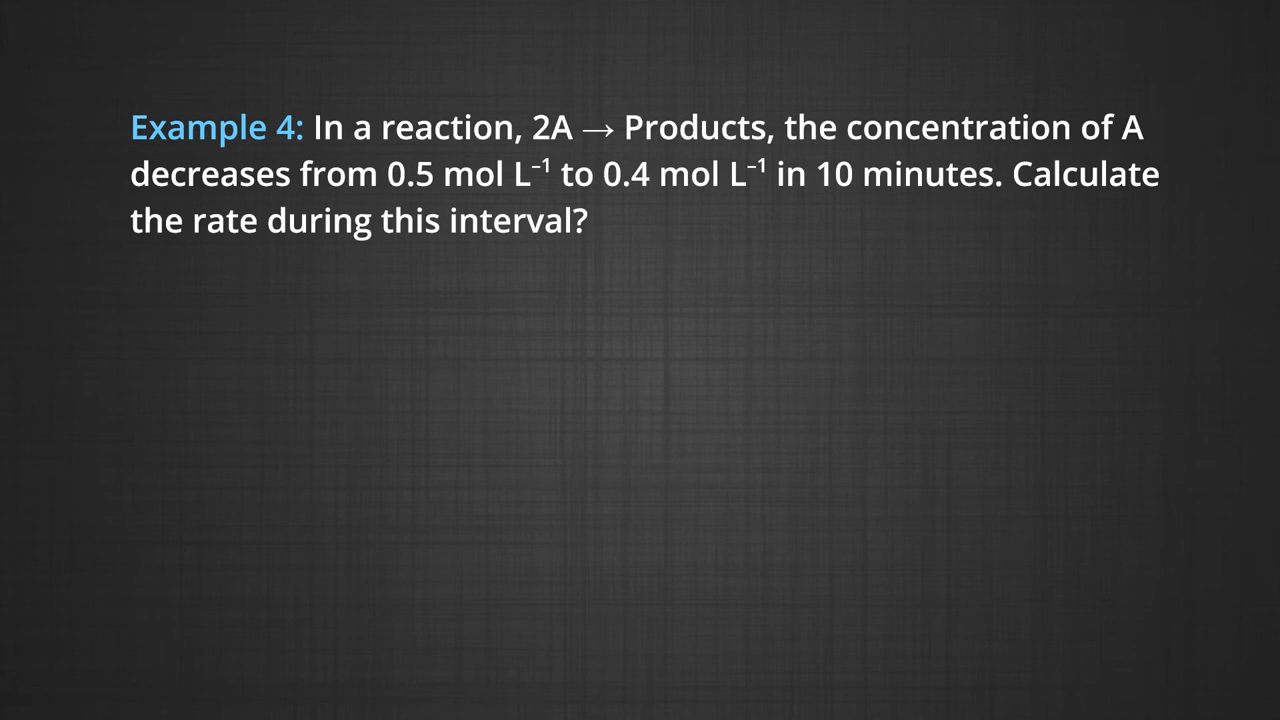 Example 4: In a reaction, 2A → Products, the concentration of A
decreases from 0.5 mol L⁻¹ to 0.4 mol L⁻¹ in 10 minutes. Calculate
the rate during this interval?